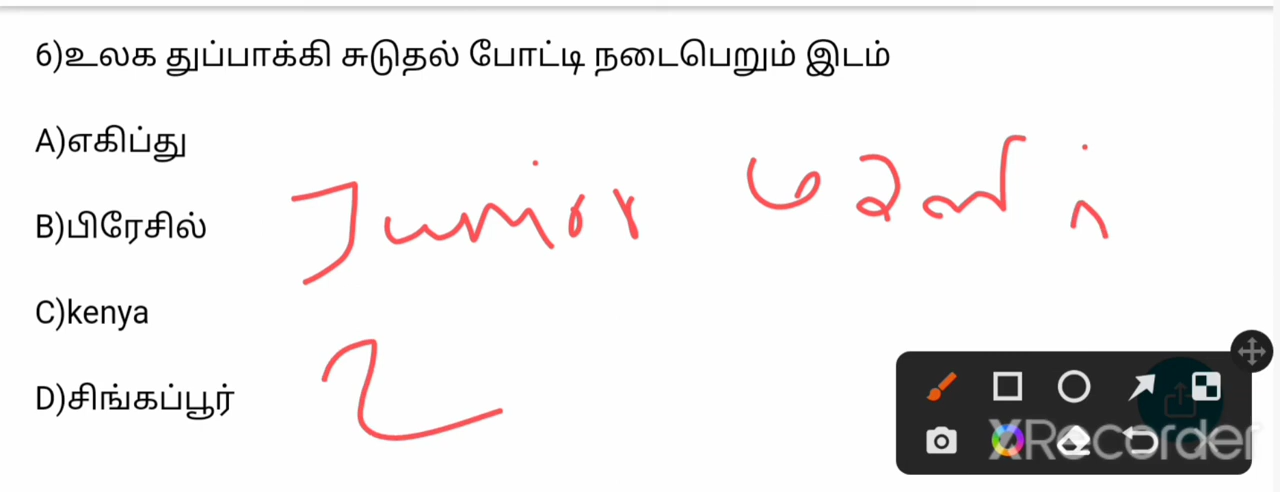 6)உலக துப்பாக்கி சுடுதல் போட்டி நடைபெறும் இடம்
A)எகிப்து
Junior
B)பிரேசில்
C)kenya
D)சிங்கப்பூர்
XRecorder